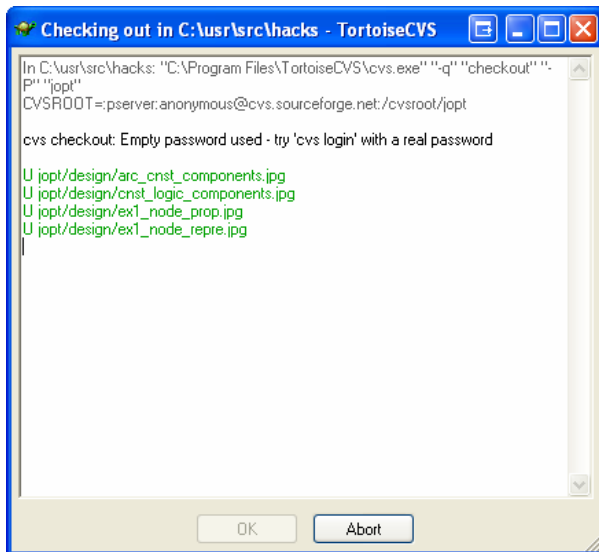 Checking out in C:\usr\src\hacks - TortoiseCVS
In C:\usr\src\hacks: "C:\Program Files\TortoiseCVS\cvs.exe" "-q" "checkout" "-
P" "jopt"
CVSROOT=:pserver:anonymous@cvs.sourceforge.net:/cvsroot/jopt
cvs checkout: Empty password used - try 'cvs login' with a real password
U jopt/design/arc_cnst_components.jpg
U jopt/design/cnst_logic_components.jpg
U jopt/design/ex1_node_prop.jpg
U jopt/design/ex1_node_repre.jpg
OK Abort